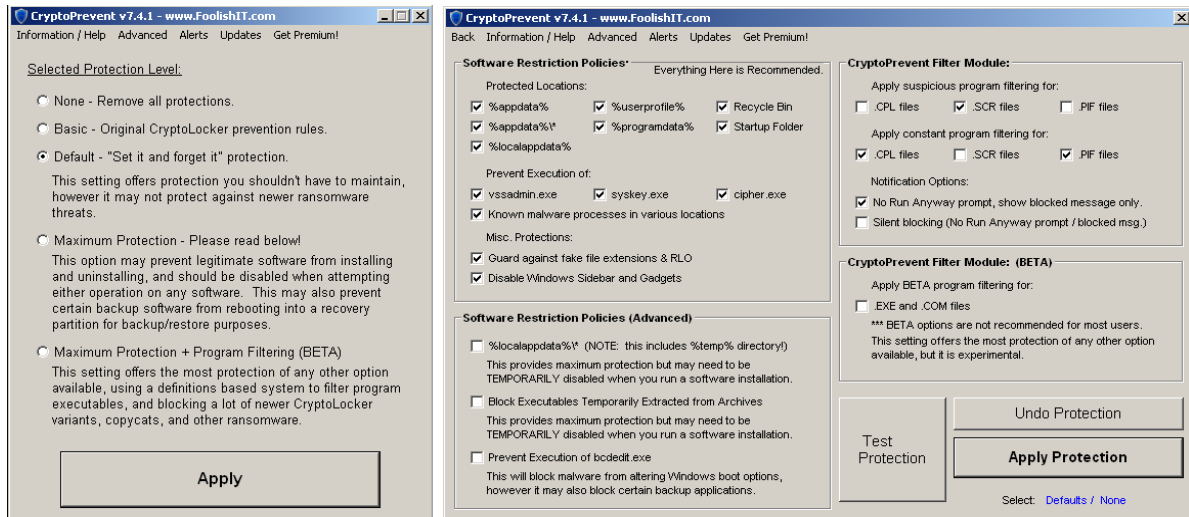 CryptoPrevent v7.4.1 - www.FoolishIT.com
Information / Help Advanced Alerts Updates Get Premium!
Selected Protection Level:
None - Remove all protections.
Basic - Original CryptoLocker prevention rules.
Default - "Set it and forget it" protection.
This setting offers protection you shouldn't have to maintain,
however it may not protect against newer ransomware
threats.
Maximum Protection - Please read below!
This option may prevent legitimate software from installing
and uninstalling, and should be disabled when attempting
either operation on any software. This may also prevent
certain backup software from rebooting into a recovery
partition for backup/restore purposes.
Maximum Protection + Program Filtering (BETA)
This setting offers the most protection of any other option
available, using a definitions based system to filter program
executables, and blocking a lot of newer CryptoLocker
variants, copycats, and other ransomware.
Apply
CryptoPrevent v7.4.1 - www.FoolishIT.com
Back Information / Help Advanced Alerts Updates Get Premium!
Software Restriction Policies·
Everything Here is Recommended.
Protected Locations:
%appdata% %userprofile% Recycle Bin
%appdata%\* %programdata% Startup Folder
%localappdata%
Prevent Execution of:
vssadmin.exe syskey.exe cipher.exe
Known malware processes in various locations
Misc. Protections:
Guard against fake file extensions & RLO
Disable Windows Sidebar and Gadgets
Software Restriction Policies (Advanced)
%localappdata%\* (NOTE: this includes %temp% directory!)
This provides maximum protection but may need to be
TEMPORARILY disabled when you run a software installation.
Block Executables Temporarily Extracted from Archives
This provides maximum protection but may need to be
TEMPORARILY disabled when you run a software installation.
Prevent Execution of bcdedit.exe
This will block malware from altering Windows boot options,
however it may also block certain backup applications.
CryptoPrevent Filter Module:
Apply suspicious program filtering for:
.CPL files .SCR files .PIF files
Apply constant program filtering for:
.CPL files .SCR files .PIF files
Notification Options:
No Run Anyway prompt, show blocked message only.
Silent blocking (No Run Anyway prompt / blocked msg.)
CryptoPrevent Filter Module: (BETA)
Apply BETA program filtering for:
.EXE and .COM files
*** BETA options are not recommended for most users.
This setting offers the most protection of any other option
available, but it is experimental.
Test
Protection
Undo Protection
Apply Protection
Select: Defaults / None